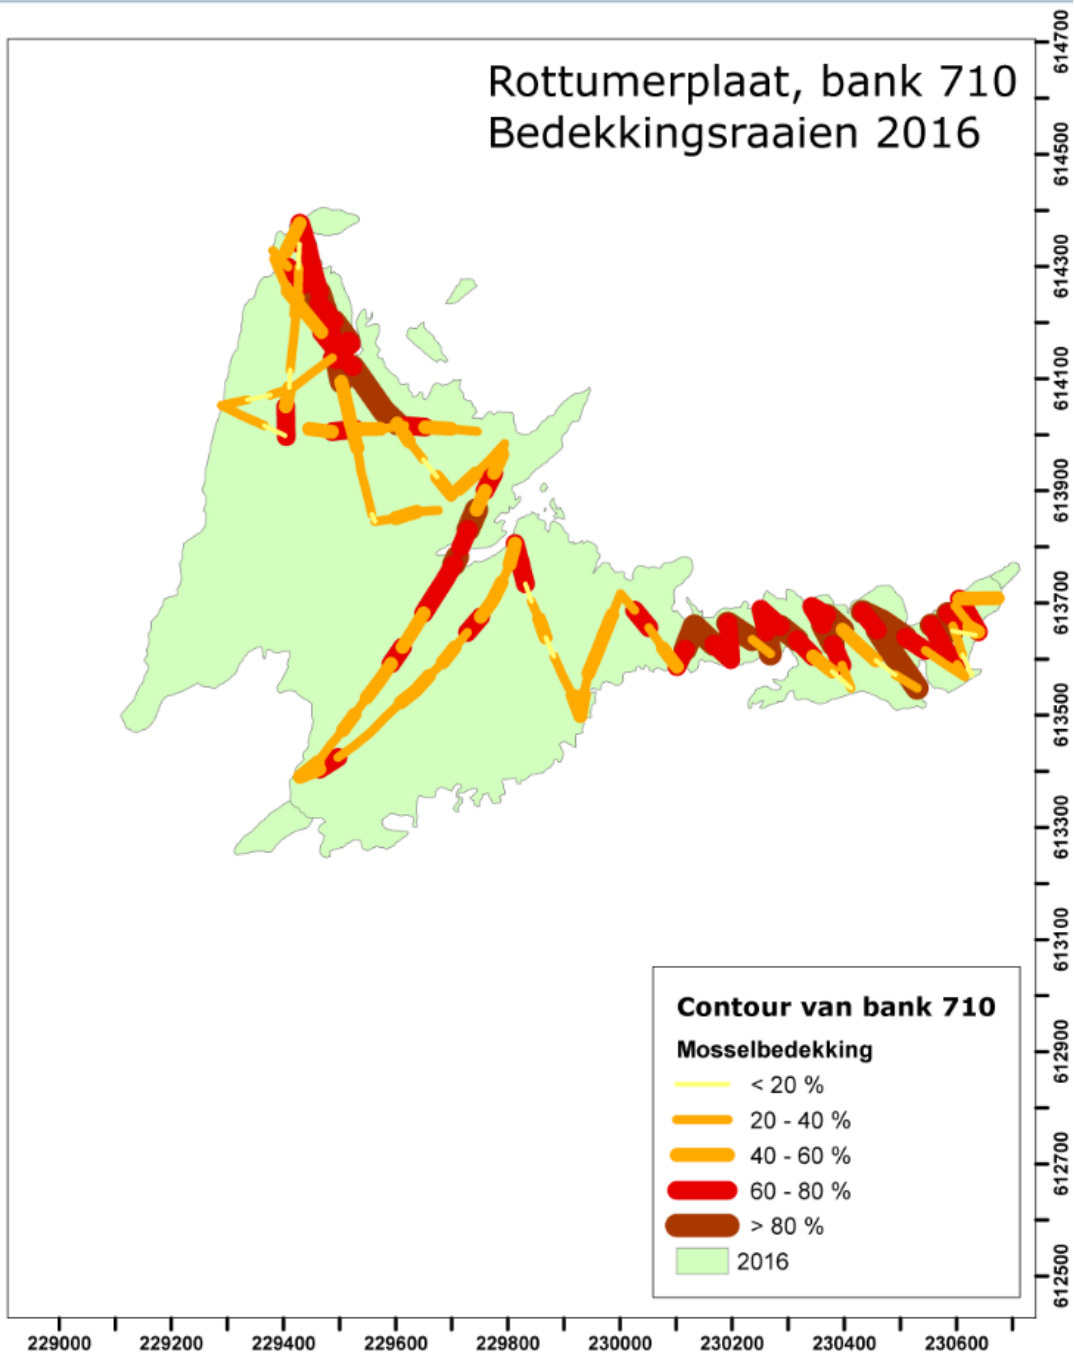 Rottumerplaat, bank 710
Bedekkingsraaien 2016
614700
614500
614300
614100
613900
613700
613500
613300
613100
612900
612700
612500
Contour van bank 710
Mosselbedekking
< 20 %
20 - 40 %
40 - 60 %
60 - 80 %
> 80 %
2016
229000 229200 229400 229600 229800 230000 230200 230400 230600